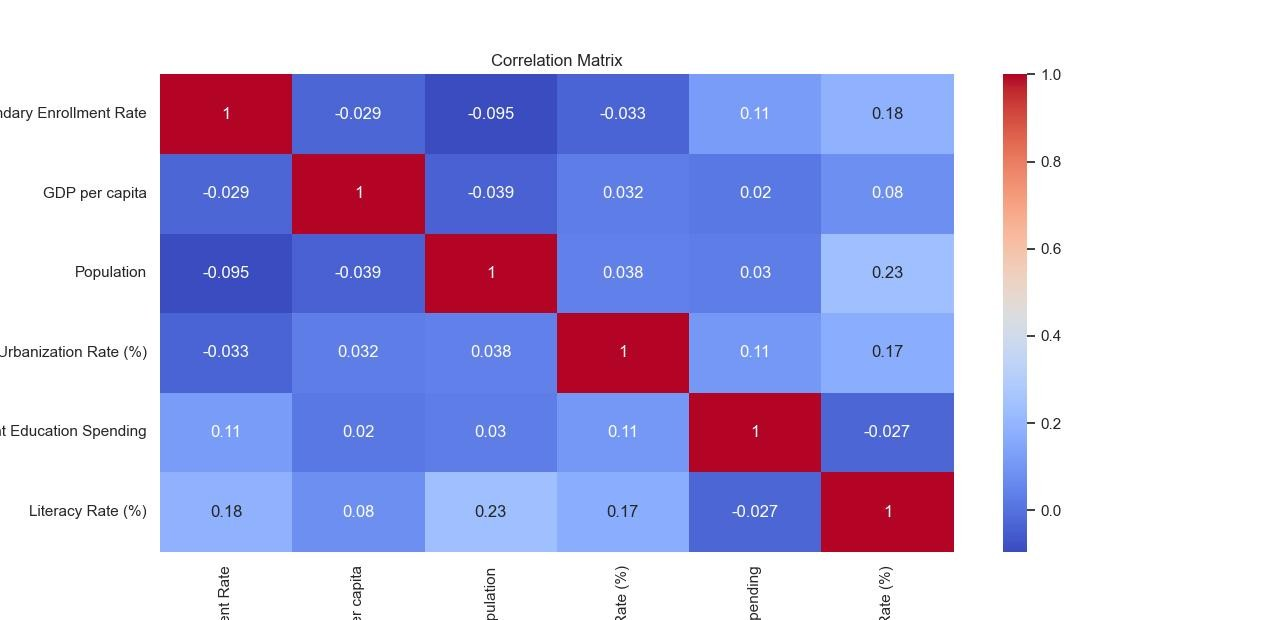 Correlation Matrix
ndary Enrollment Rate 1 -0.029 -0.095 -0.033 0.11 0.18
GDP per capita -0.029 1 -0.039 0.032 0.02 0.08
Population -0.095 -0.039 1 0.038 0.03 0.23
Urbanization Rate (%) -0.033 0.032 0.038 1 0.11 0.17
t Education Spending 0.11 0.02 0.03 0.11 1 -0.027
Literacy Rate (%) 0.18 0.08 0.23 0.17 -0.027 1
ent Rate
er capita
pulation
Rate (%)
pending
Rate (%)
1.0
0.8
0.6
0.4
0.2
0.0